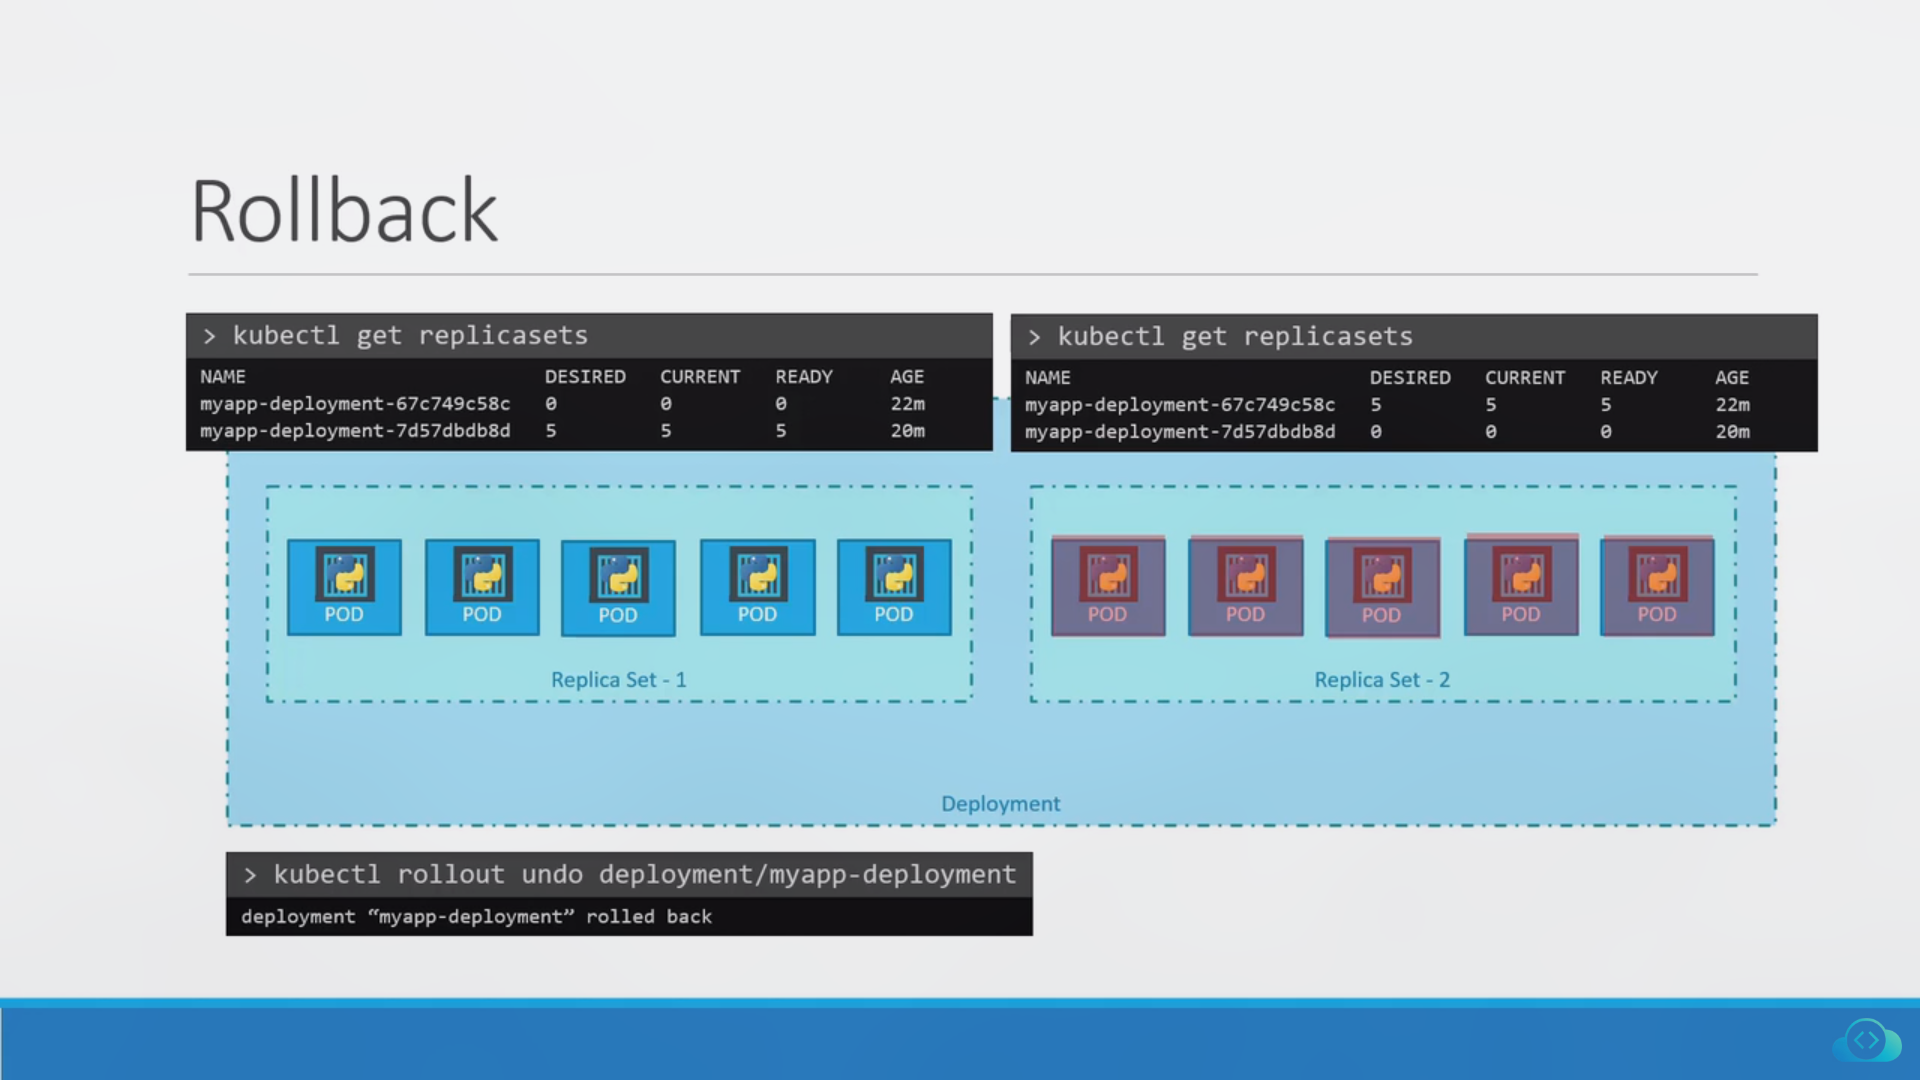 Rollback
> kubectl get replicasets
NAME DESIRED CURRENT READY AGE
myapp-deployment-67c749c58c 0 0 0 22m
myapp-deployment-7d57dbdb8d 5 5 5 20m
> kubectl get replicasets
NAME DESIRED CURRENT READY AGE
myapp-deployment-67c749c58c 5 5 5 22m
myapp-deployment-7d57dbdb8d 0 0 0 20m
POD POD POD POD POD
Replica Set - 1
POD POD POD POD POD
Replica Set - 2
Deployment
> kubectl rollout undo deployment/myapp-deployment
deployment “myapp-deployment” rolled back